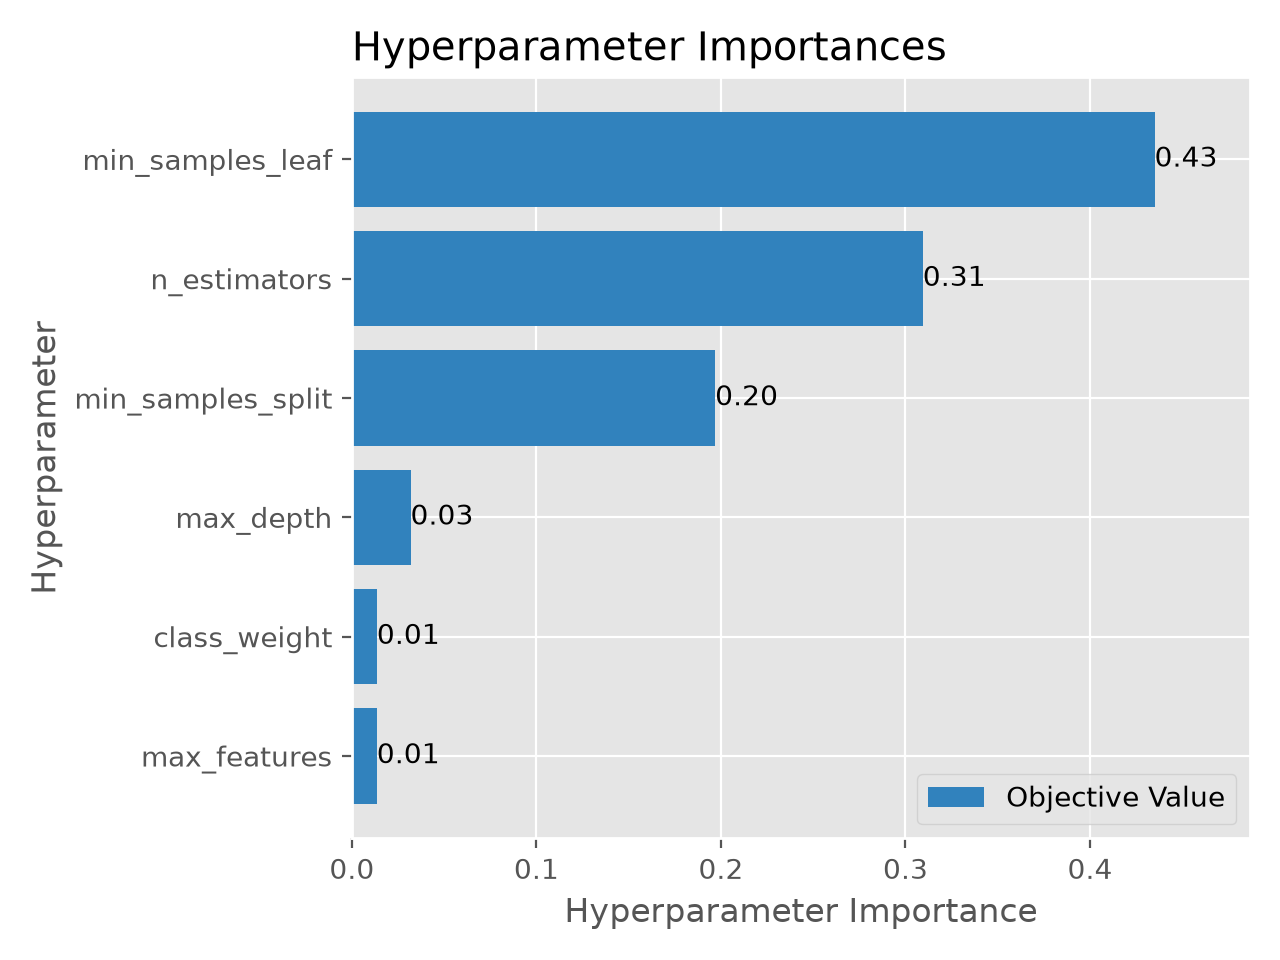 Hyperparameter Importances
min_samples_leaf
0.43
n_estimators
0.31
min_samples_split
0.20
max_depth
0.03
class_weight
0.01
max_features
0.01
Hyperparameter
Objective Value
0.0 0.1 0.2 0.3 0.4
Hyperparameter Importance